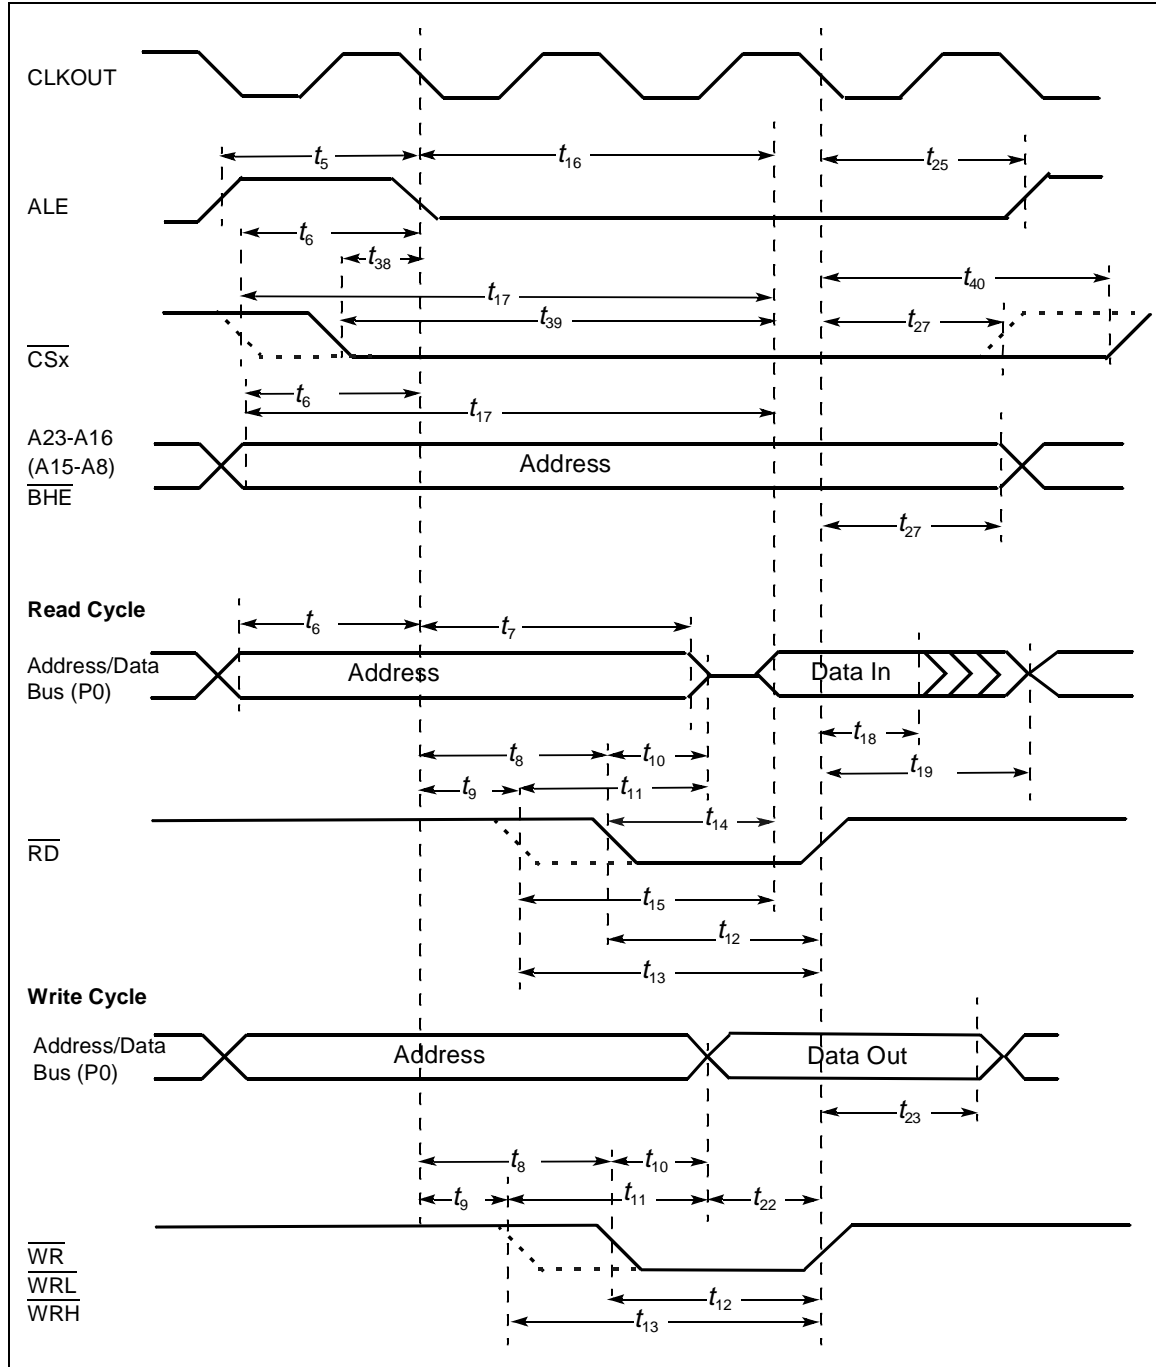 CLKOUT
t5
t16
t25
ALE
t6
t38
t40
t17
t39
t27
CSx
t6
t17
A23-A16
(A15-A8)
BHE
Address
t27
Read Cycle
t6
t7
Address/Data
Bus (P0)
Address
Data In
t18
t8
t10
t19
t9
t11
t14
RD
t15
t12
t13
Write Cycle
Address/Data
Bus (P0)
Address
Data Out
t23
t8
t10
t9
t11
t22
WR
WRL
WRH
t12
t13